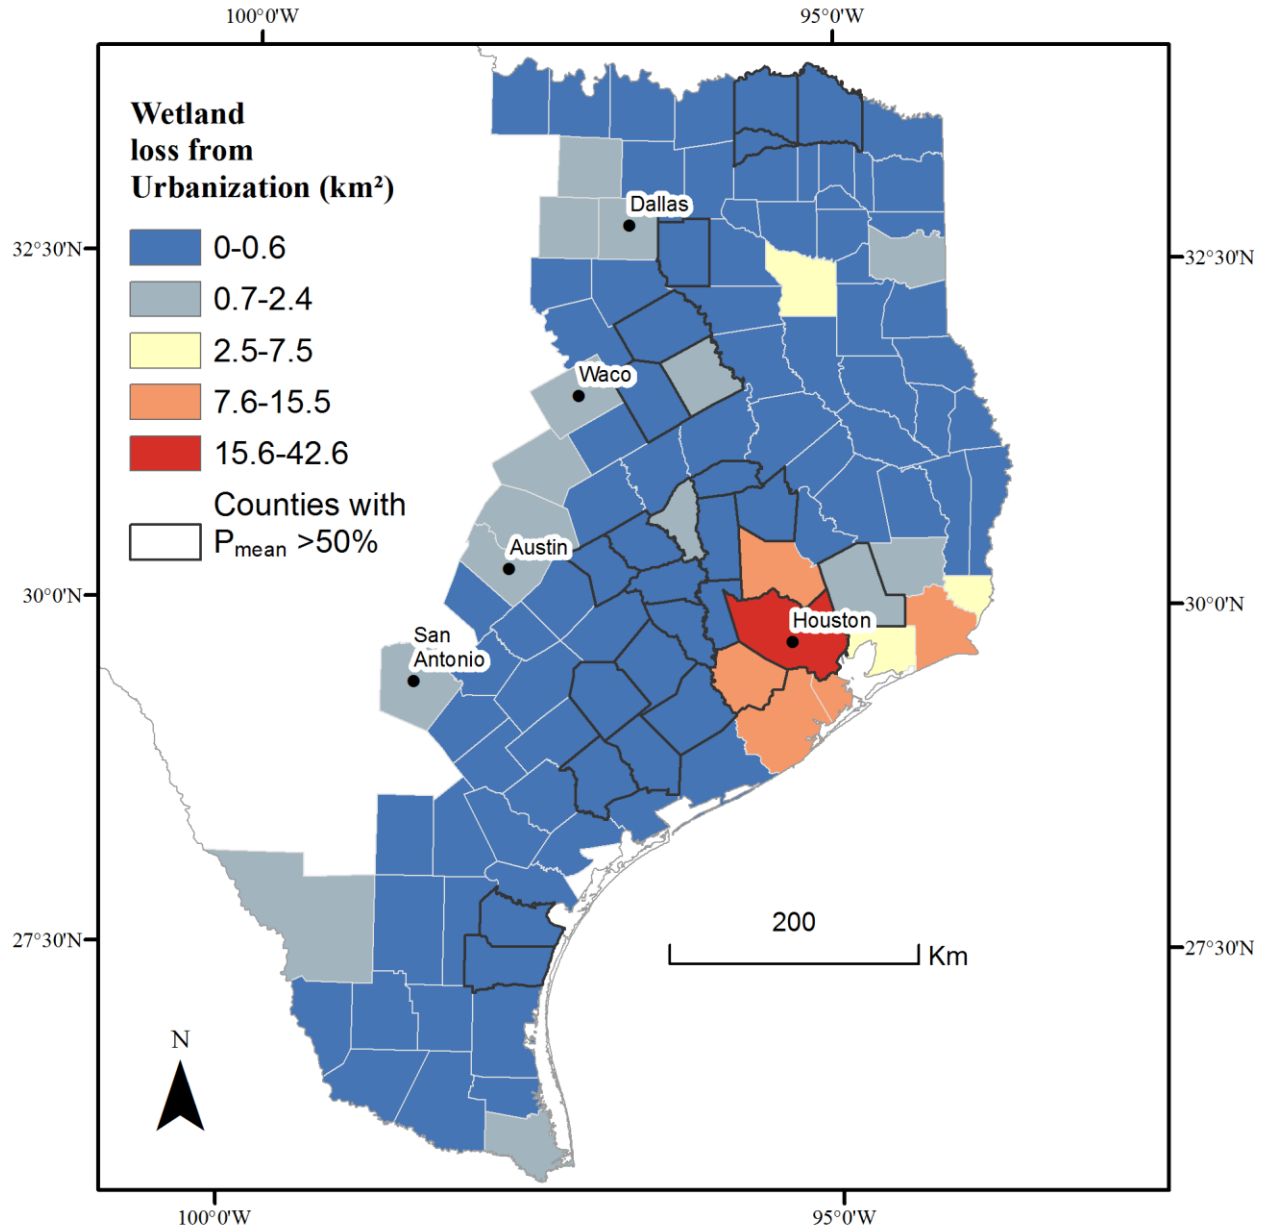 100°0'W 95°0'W
Wetland
loss from
Urbanization (km²)
0-0.6
0.7-2.4
2.5-7.5
7.6-15.5
15.6-42.6
Counties with
Pmean >50%
32°30'N
32°30'N
Dallas
Waco
Austin
30°0'N
30°0'N
Houston
San
Antonio
200
Km
27°30'N
27°30'N
N
100°0'W 95°0'W